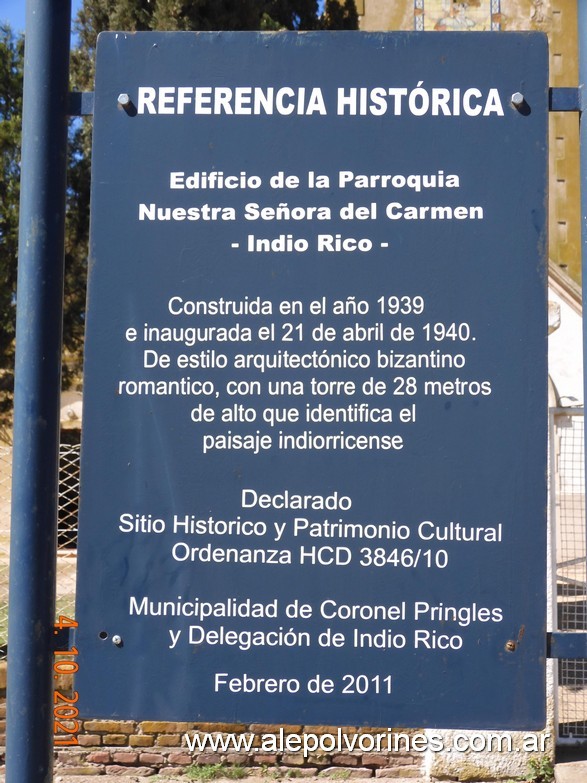 REFERENCIA HISTÓRICA
Edificio de la Parroquia
Nuestra Señora del Carmen
- Indio Rico -
Construida en el año 1939
e inaugurada el 21 de abril de 1940.
De estilo arquitectónico bizantino
romantico, con una torre de 28 metros
de alto que identifica el
paisaje indiorricense
Declarado
Sitio Historico y Patrimonio Cultural
Ordenanza HCD 3846/10
Municipalidad de Coronel Pringles
y Delegación de Indio Rico
Febrero de 2011
4. 10. 2021
www.alepolvorines.com.ar